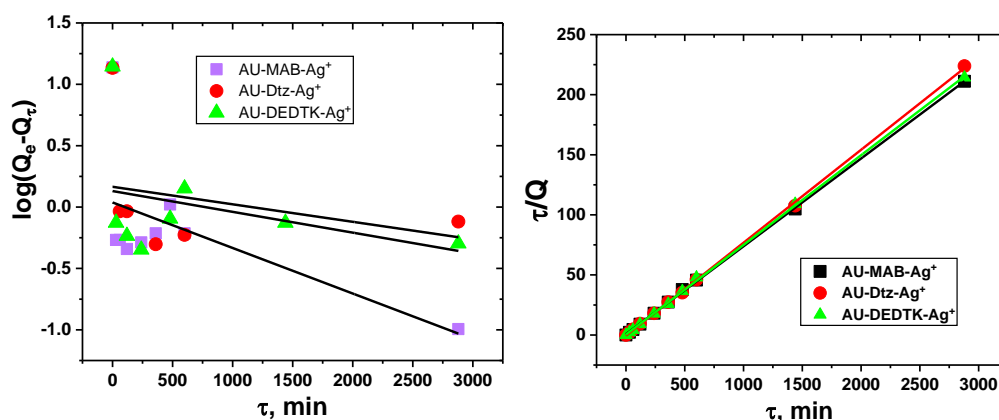 log(Qe-Qτ)
1.5
1.0
0.5
0.0
-0.5
-1.0
0 500 1000 1500 2000 2500 3000
τ, min
AU-MAB-Ag⁺
AU-Dtz-Ag⁺
AU-DEDTK-Ag⁺
τ/Q
250
200
150
100
50
0
0 500 1000 1500 2000 2500 3000
τ, min
AU-MAB-Ag⁺
AU-Dtz-Ag⁺
AU-DEDTK-Ag⁺